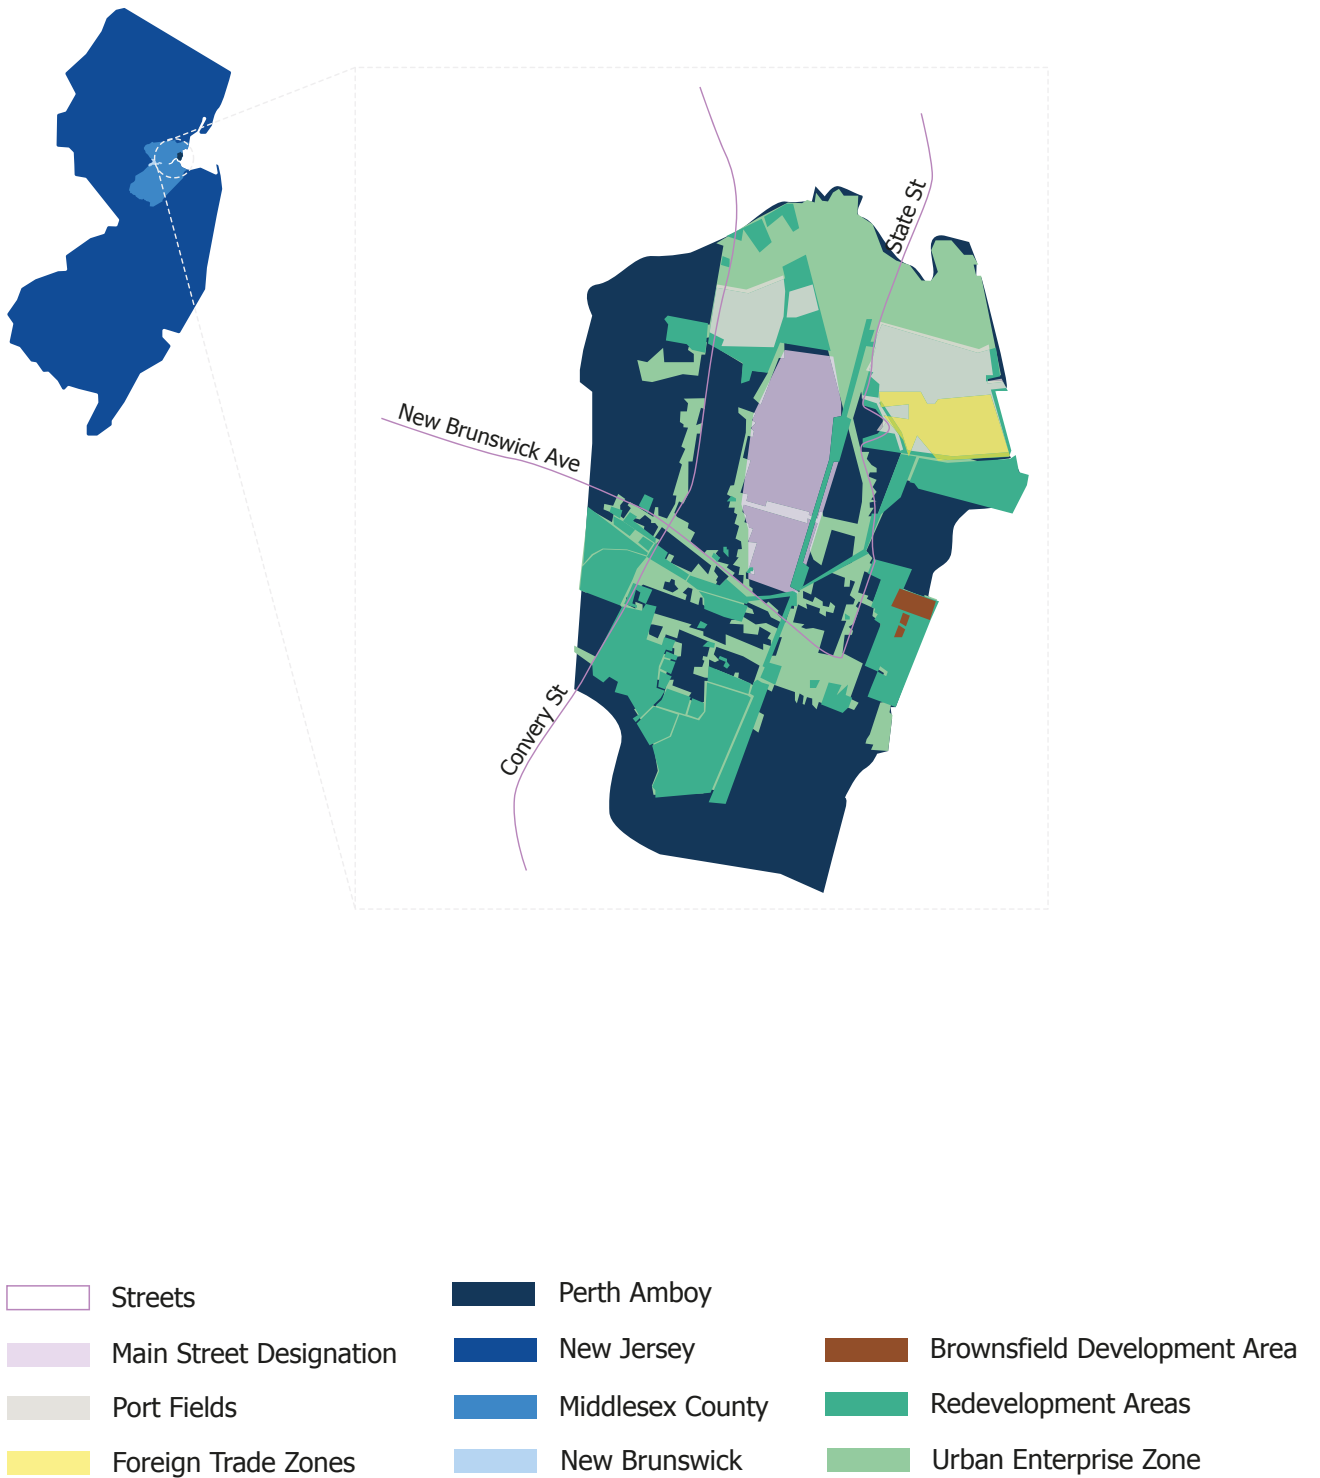 State St
New Brunswick Ave
Convery St
Streets
Perth Amboy
Main Street Designation
New Jersey
Brownsfield Development Area
Port Fields
Middlesex County
Redevelopment Areas
Foreign Trade Zones
New Brunswick
Urban Enterprise Zone